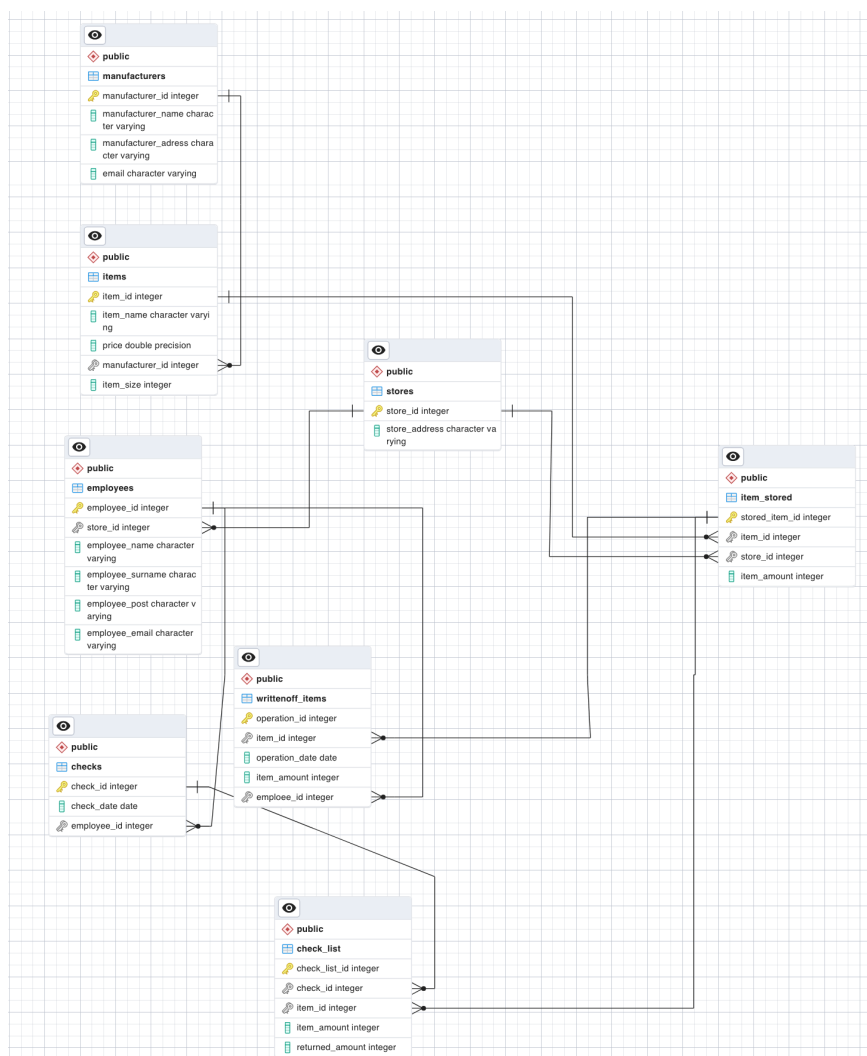 public
manufacturers
manufacturer_id integer
manufacturer_name charac
ter varying
manufacturer_adress chara
cter varying
email character varying
public
items
item_id integer
item_name character varyi
ng
price double precision
manufacturer_id integer
item_size integer
public
stores
store_id integer
store_address character va
rying
public
employees
employee_id integer
store_id integer
employee_name character
varying
employee_surname charac
ter varying
employee_post character v
arying
employee_email character
varying
public
item_stored
stored_item_id integer
item_id integer
store_id integer
item_amount integer
public
writtenoff_items
operation_id integer
item_id integer
operation_date date
item_amount integer
emploee_id integer
public
checks
check_id integer
check_date date
employee_id integer
public
check_list
check_list_id integer
check_id integer
item_id integer
item_amount integer
returned_amount integer